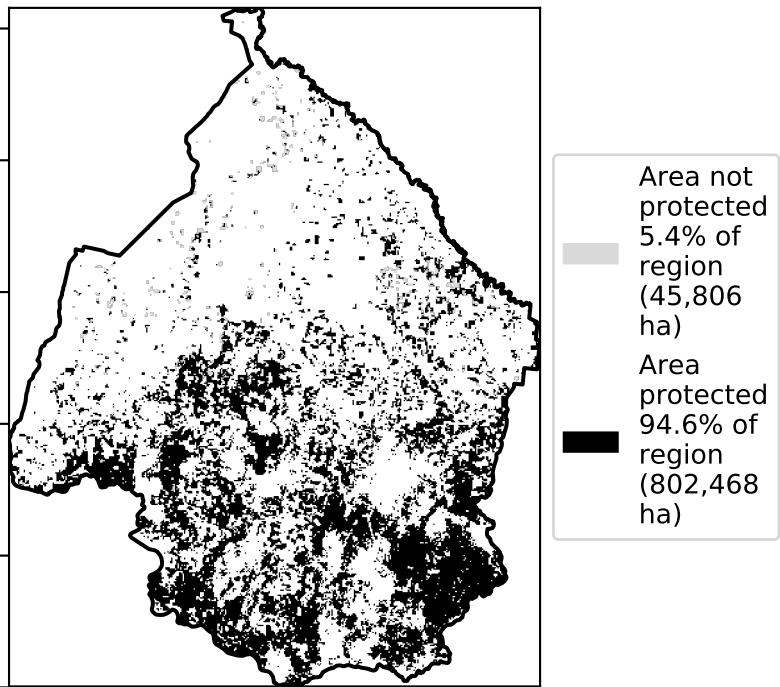 Area not
protected
5.4% of
region
(45,806
ha)
Area
protected
94.6% of
region
(802,468
ha)